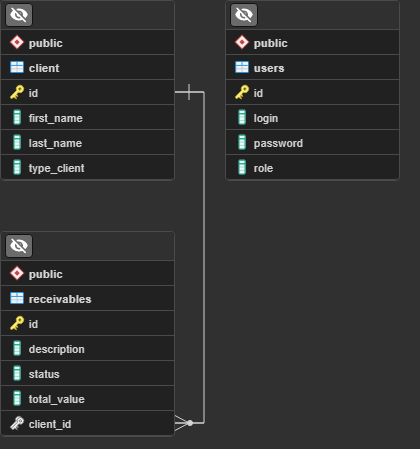 public
client
id
first_name
last_name
type_client
public
users
id
login
password
role
public
receivables
id
description
status
total_value
client_id